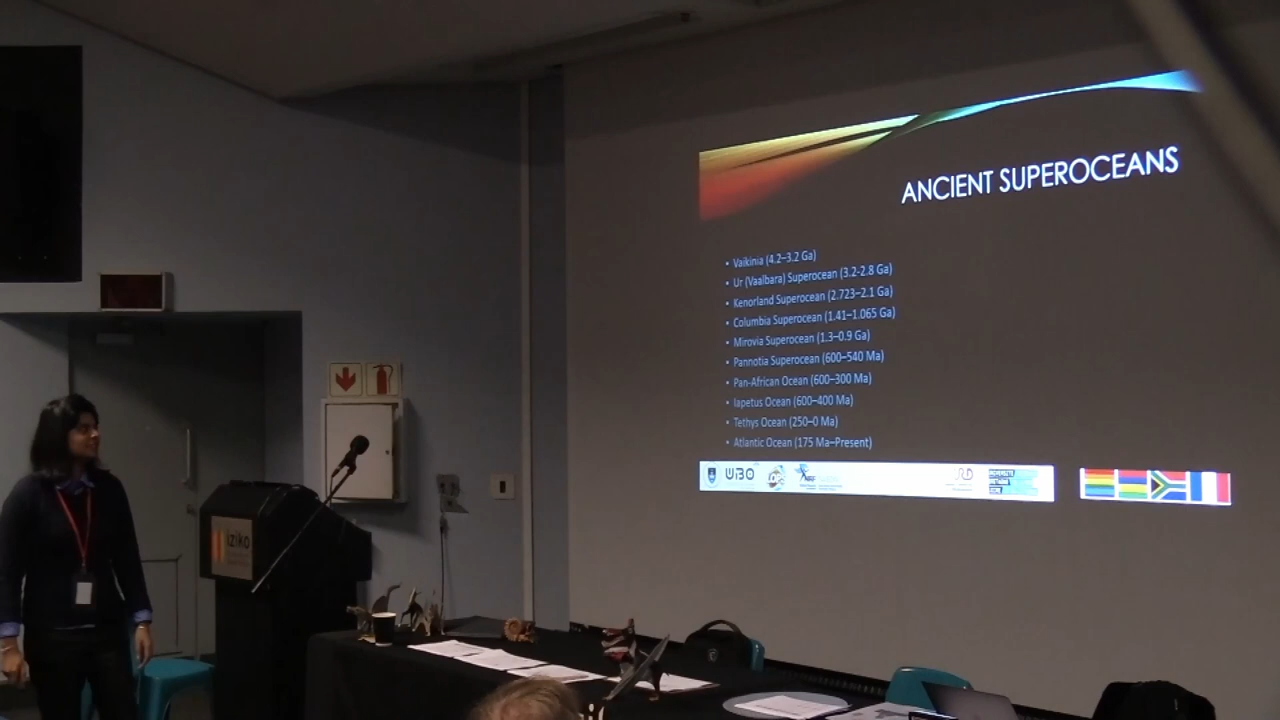 ANCIENT SUPEROCEANS
• Vaikinia (4.2–3.2 Ga)
• Ur (Vaalbara) Superocean (3.2-2.8 Ga)
• Kenorland Superocean (2.723–2.1 Ga)
• Columbia Superocean (1.41–1.065 Ga)
• Mirovia Superocean (1.3–0.9 Ga)
• Pannotia Superocean (600–540 Ma)
• Pan-African Ocean (600–300 Ma)
• Iapetus Ocean (600–400 Ma)
• Tethys Ocean (250–0 Ma)
• Atlantic Ocean (175 Ma–Present)
UBO
NRF
IRD
iziko